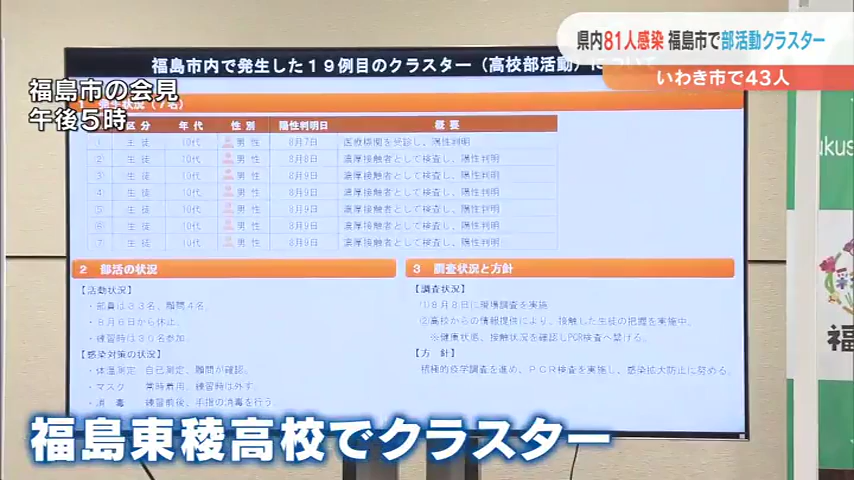 県内81人感染 福島市で部活動クラスター
いわき市で43人
福島市の会見
午後5時
福島市内で発生した19例目のクラスター(高校部活動)について
1 発生状況(7名)
区分 年代 性別 陽性判明日 概要
① 生徒 10代 男性 8月7日 医療機関を受診し、陽性判明
② 生徒 10代 男性 8月8日 濃厚接触者として検査し、陽性判明
③ 生徒 10代 男性 8月9日 濃厚接触者として検査し、陽性判明
④ 生徒 10代 男性 8月9日 濃厚接触者として検査し、陽性判明
⑤ 生徒 10代 男性 8月9日 濃厚接触者として検査し、陽性判明
⑥ 生徒 10代 男性 8月9日 濃厚接触者として検査し、陽性判明
⑦ 生徒 10代 男性 8月9日 濃厚接触者として検査し、陽性判明
2 部活の状況
【活動状況】
・部員は33名、顧問4名。
・8月6日から休止。
・練習時は30名参加。
【感染対策の状況】
・体温測定 自己測定、顧問が確認。
・マスク 常時着用、練習時は外す。
・消毒 練習前後、手指の消毒を行う
3 調査状況と方針
【調査状況】
①8月8日に現場調査を実施
②高校からの情報提供により、接触した生徒の把握を実施中。
※健康状態、接触状況を確認しPCR検査へ繋げる。
【方針】
積極的疫学調査を進め、PCR検査を実施し、感染拡大防止に努める。
福島東稜高校でクラスター
福